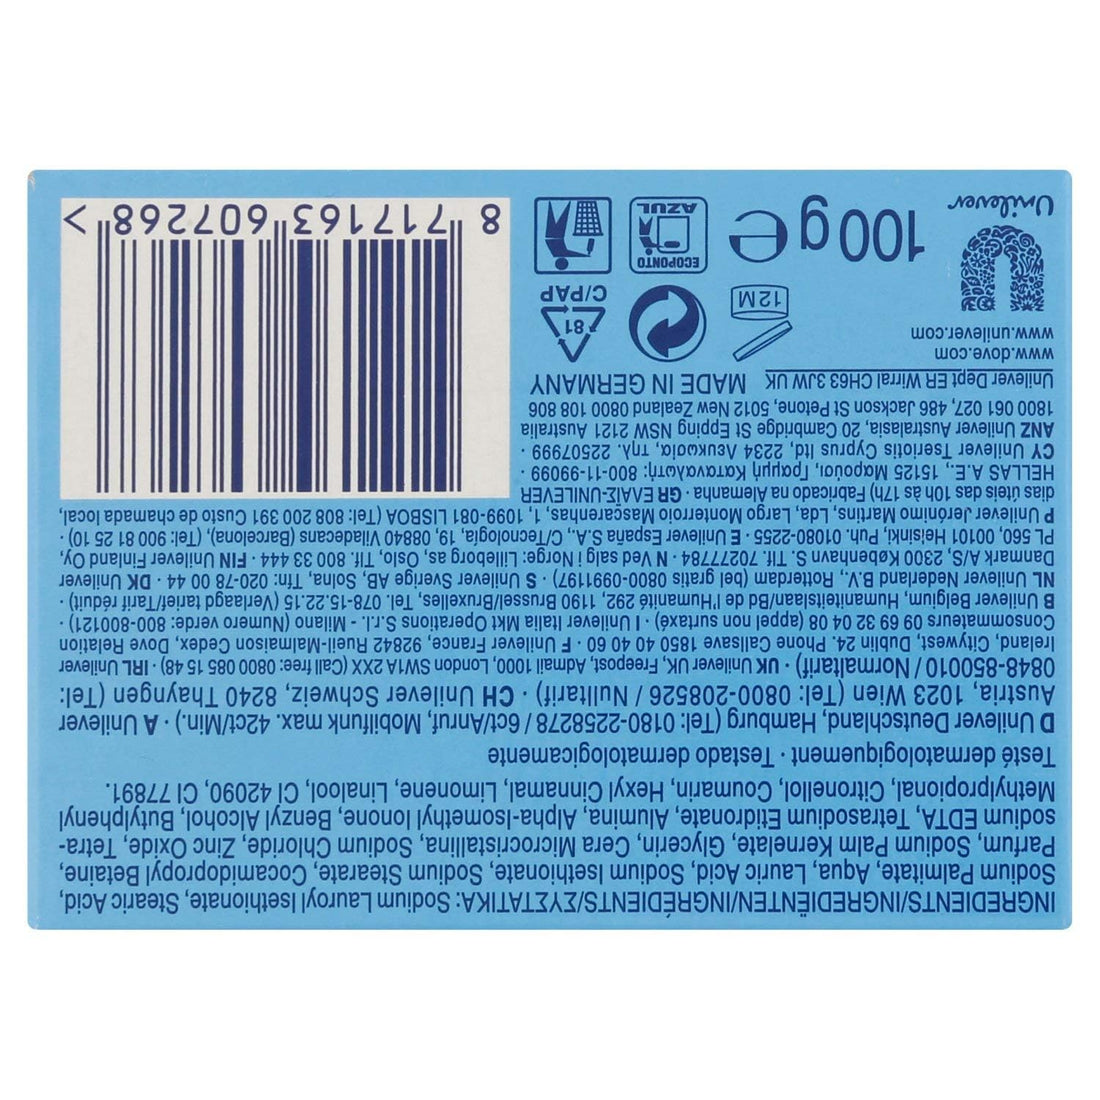 INGREDIENTS/INGREDIËNTEN/INGRÉDIENTS/ΣΥΣΤΑΤΙΚΑ: Sodium Lauroyl Isethionate, Stearic Acid,
Sodium Palmitate, Aqua, Lauric Acid, Sodium Isethionate, Sodium Stearate, Cocamidopropyl Betaine,
Parfum, Sodium Palm Kernelate, Glycerin, Cera Microcristallina, Sodium Chloride, Zinc Oxide, Tetra-
sodium EDTA, Tetrasodium Etidronate, Alumina, Alpha-Isomethyl Ionone, Benzyl Alcohol, Butylphenyl
Methylpropional, Citronellol, Coumarin, Hexyl Cinnamal, Limonene, Linalool, CI 42090, CI 77891.
Testé dermatologiquement · Testado dermatologicamente
D Unilever Deutschland, Hamburg (Tel: 0180-2258278 / 6ct/Anruf, Mobilfunk max. 42ct/Min.) · A Unilever
Austria, 1023 Wien (Tel: 0800-208526 / Nulltarif) · CH Unilever Schweiz, 8240 Thayngen (Tel:
0848-850010 / Normaltarif) · UK Unilever UK, Freepost, Admail 1000, London SW1A 2XX (Call free: 0800 085 15 48) · IRL: Unilever
Ireland, Citywest, Dublin 24. Phone Callsave 1850 40 40 60 · F Unilever France, 92842 Rueil-Malmaison Cedex, Dove Relation
Consommateurs 09 69 32 04 08 (appel non surtaxé) · I Unilever Italia Mkt Operations S.r.l. - Milano (Numero verde: 800-800121) ·
B Unilever Belgium, Humaniteitslaan/Bd de l'Humanité 292, 1190 Brussel/Bruxelles, Tel. 078-15.22.15 (Verlaagd tarief/Tarif réduit) ·
NL Unilever Nederland B.V., Rotterdam (bel gratis 0800-0991197) · S Unilever Sverige AB, Solna, Tfn: 020-78 00 44 · DK Unilever
Danmark A/S, 2300 København S. Tlf. 70277784 · N Ved salg i Norge: Lilleborg as, Oslo, Tlf. 800 33 444 · FIN Unilever Finland Oy,
PL 560, 00101 Helsinki, Puh. 01080-2255 · E Unilever España S.A., C/Tecnología, 19, 08840 Viladecans (Barcelona), (Tel: 900 81 25 10) ·
P Unilever Jerónimo Martins, Lda, Largo Monterroio Mascarenhas, 1, 1099-081 LISBOA (Tel: 808 200 391 Custo de chamada local,
dias úteis das 10h às 17h) Fabricado na Alemanha · GR ΕΛΑΪΣ-UNILEVER
HELLAS A.E., 15125 Μαρούσι, Γραμμή Καταναλωτή: 800-11-99099 ·
CY Unilever Tseriotis Cyprus ltd, 2234, Λευκωσία, τηλ. 22507999 ·
ANZ Unilever Australasia, 20 Cambridge St Epping NSW 2121 Australia
1800 061 027, 486 Jackson St Petone, 5012 New Zealand 0800 108 806
Unilever Dept ER Wirral CH63 3JW UK MADE IN GERMANY
www.dove.com
www.unilever.com
12M
81
C/PAP
Unilever
100g e
ECOPONTO
AZUL
8 717163 607268 >